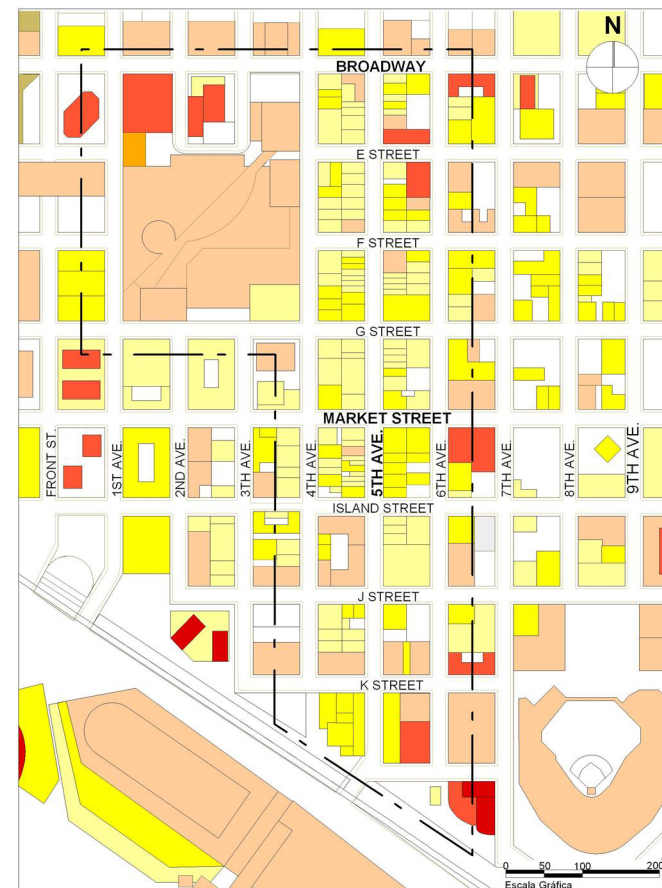 N
BROADWAY
E STREET
F STREET
G STREET
MARKET STREET
FRONT ST.
1ST AVE.
2ND AVE.
3TH AVE.
4TH AVE.
5TH AVE.
6TH AVE.
7TH AVE.
8TH AVE.
9TH AVE.
ISLAND STREET
J STREET
K STREET
0 50 100 200
Escala Gráfica